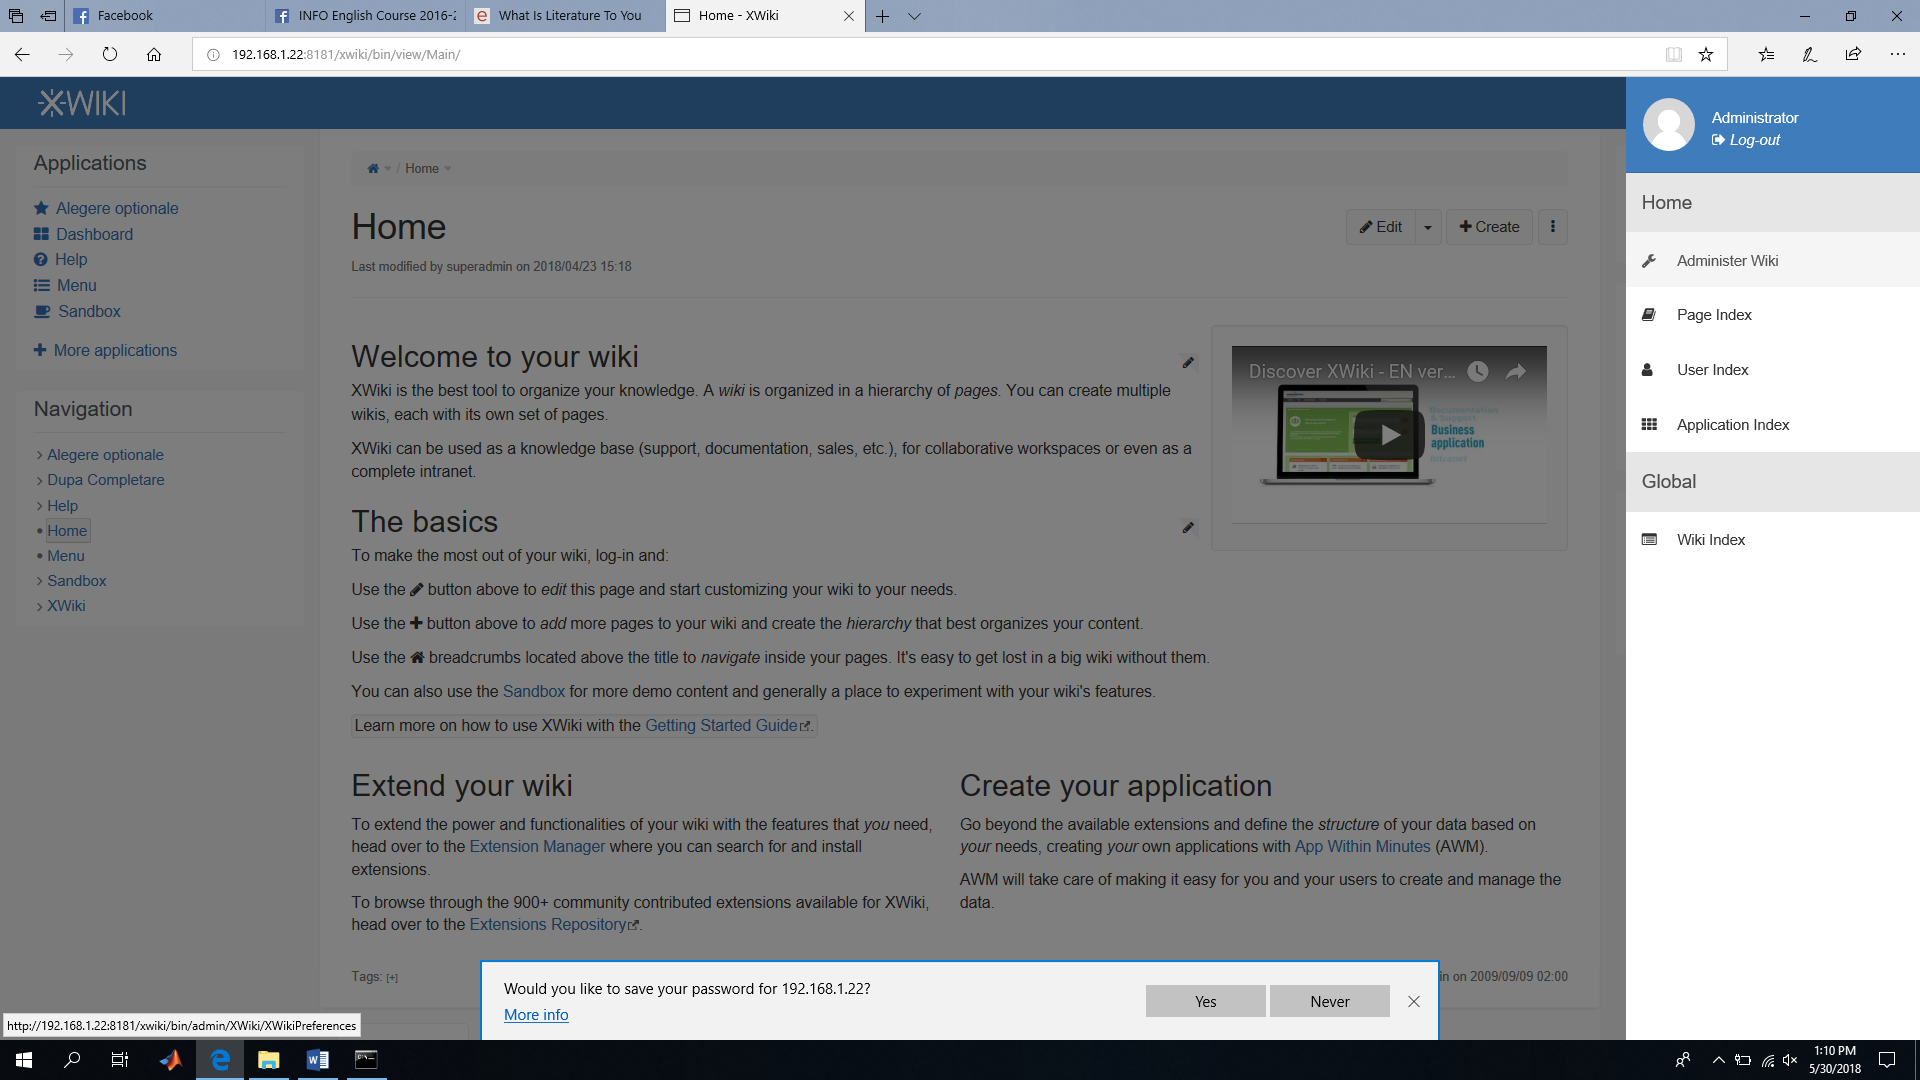 Facebook
INFO English Course 2016-2
What Is Literature To You
Home - XWiki
192.168.1.22:8181/xwiki/bin/view/Main/
XWIKI
Administrator
Log-out
Home
Administer Wiki
Page Index
User Index
Application Index
Global
Wiki Index
Applications
Alegere optionale
Dashboard
Help
Menu
Sandbox
More applications
Navigation
Alegere optionale
Dupa Completare
Help
Home
Menu
Sandbox
XWiki
/ Home
Home
Edit
Create
Last modified by superadmin on 2018/04/23 15:18
Welcome to your wiki
XWiki is the best tool to organize your knowledge. A wiki is organized in a hierarchy of pages. You can create multiple
wikis, each with its own set of pages.
XWiki can be used as a knowledge base (support, documentation, sales, etc.), for collaborative workspaces or even as a
complete intranet.
Discover XWiki - EN ver...
Documentation
& Support
Business
application
Intranet
The basics
To make the most out of your wiki, log-in and:
Use the button above to edit this page and start customizing your wiki to your needs.
Use the button above to add more pages to your wiki and create the hierarchy that best organizes your content.
Use the breadcrumbs located above the title to navigate inside your pages. It's easy to get lost in a big wiki without them.
You can also use the Sandbox for more demo content and generally a place to experiment with your wiki's features.
Learn more on how to use XWiki with the Getting Started Guide.
Extend your wiki
To extend the power and functionalities of your wiki with the features that you need,
head over to the Extension Manager where you can search for and install
extensions.
To browse through the 900+ community contributed extensions available for XWiki,
head over to the Extensions Repository.
Create your application
Go beyond the available extensions and define the structure of your data based on
your needs, creating your own applications with App Within Minutes (AWM).
AWM will take care of making it easy for you and your users to create and manage the
data.
Tags: [+]
in on 2009/09/09 02:00
Would you like to save your password for 192.168.1.22?
More info
Yes
Never
http://192.168.1.22:8181/xwiki/bin/admin/XWiki/XWikiPreferences
1:10 PM
5/30/2018